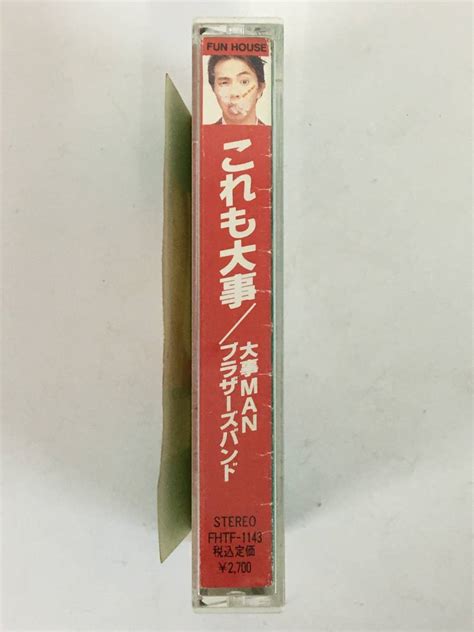 FUN HOUSE
これも大事/
大事MAN
ブラザーズバンド
STEREO
FHTF-1143
税込定価
¥2,700